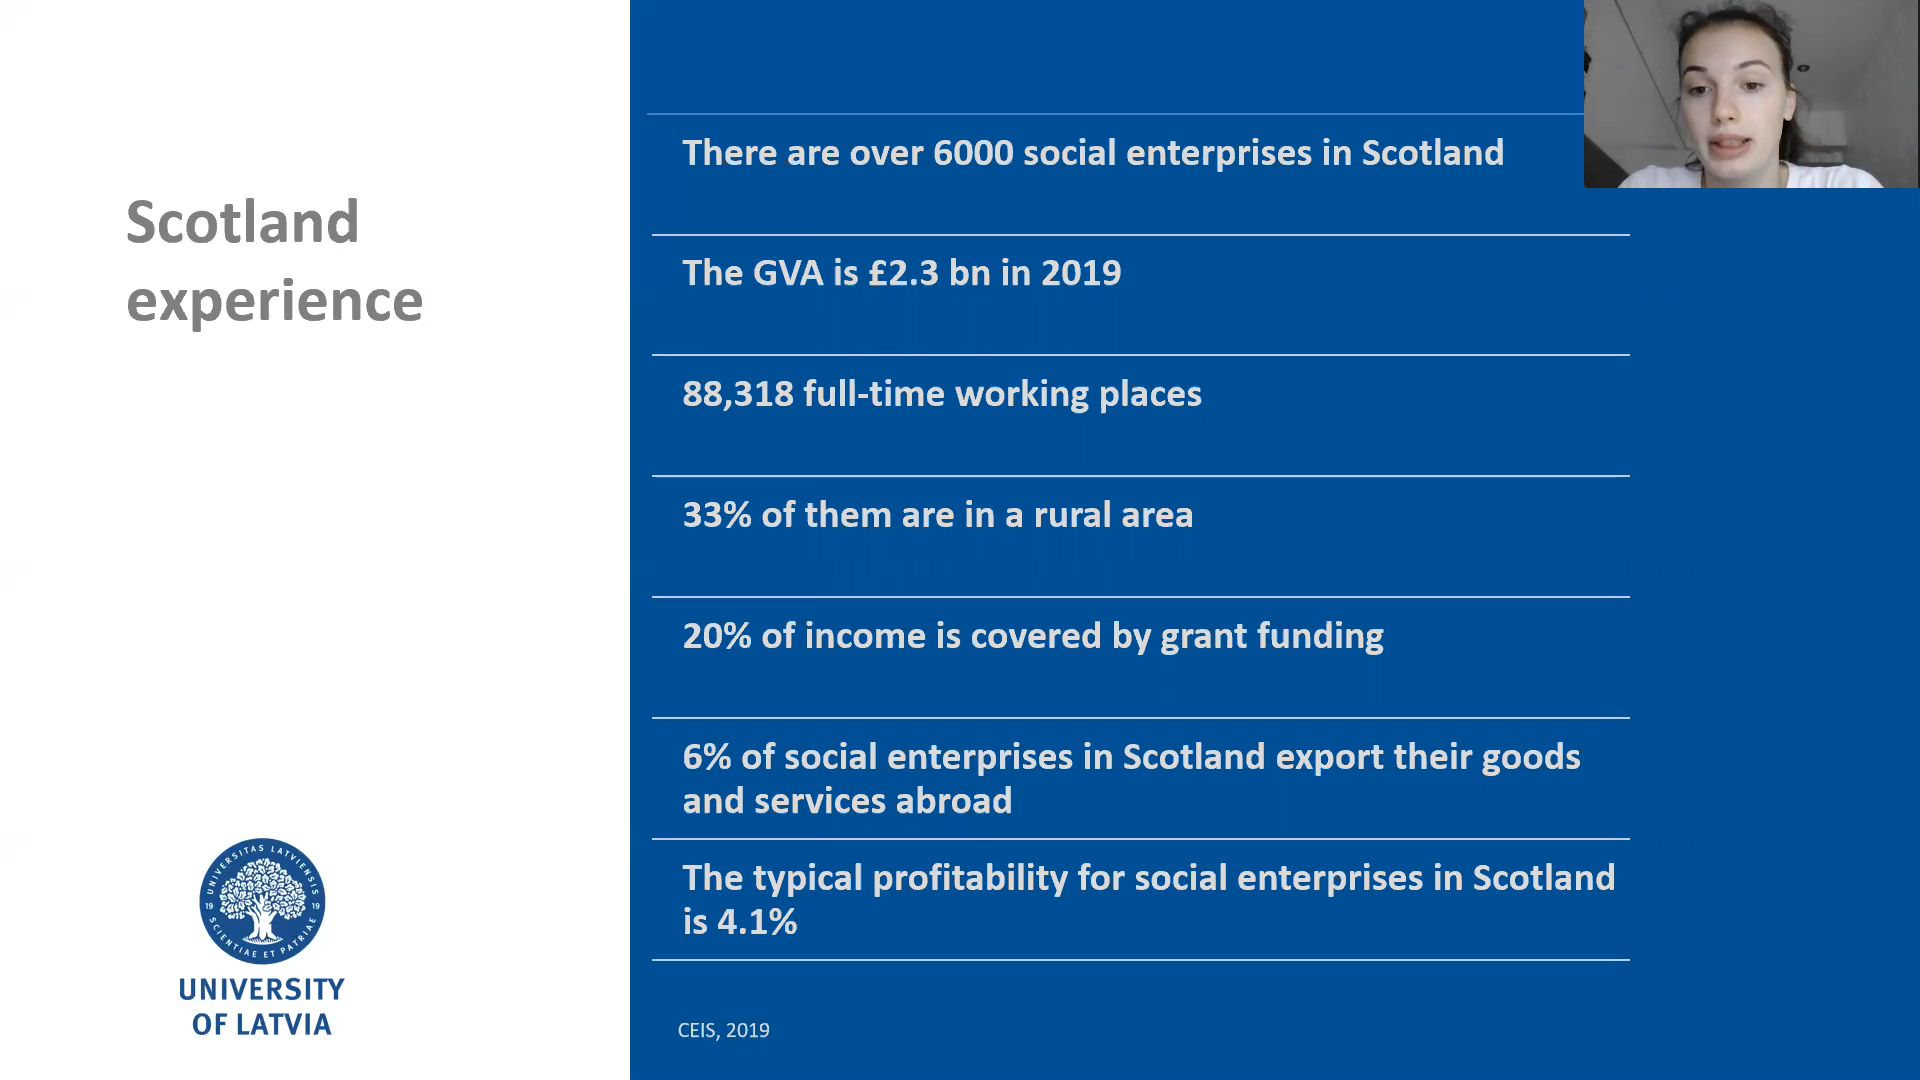 Scotland
experience
There are over 6000 social enterprises in Scotland
The GVA is £2.3 bn in 2019
88,318 full-time working places
33% of them are in a rural area
20% of income is covered by grant funding
6% of social enterprises in Scotland export their goods
and services abroad
The typical profitability for social enterprises in Scotland
is 4.1%
CEIS, 2019
UNIVERSITAS LATVIENSIS
19 19
SCIENTIAE ET PATRIAE
UNIVERSITY
OF LATVIA